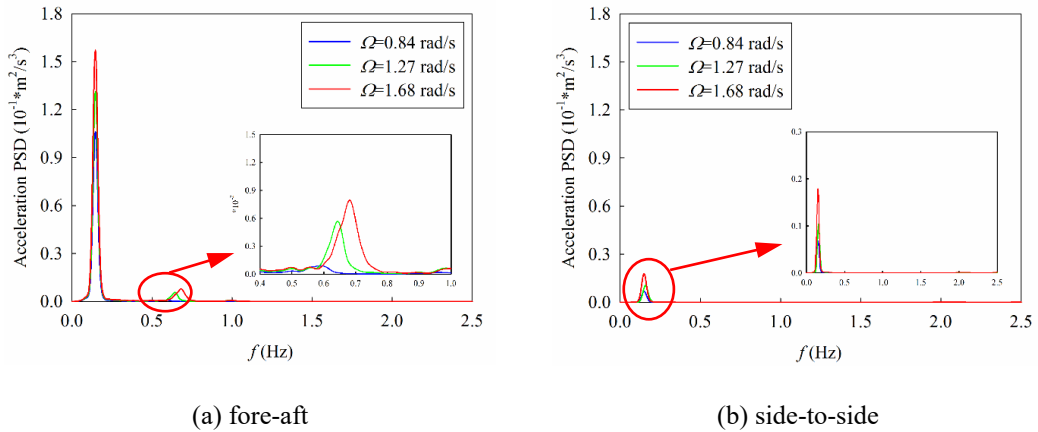 1.8
1.5
1.2
0.9
0.6
0.3
0.0
Acceleration PSD (10⁻¹*m²/s³)
Ω=0.84 rad/s
Ω=1.27 rad/s
Ω=1.68 rad/s
1.5
1.2
0.9
0.6
0.3
0.0
0.4 0.5 0.6 0.7 0.8 0.9 1.0
0.0 0.5 1.0 1.5 2.0 2.5
f (Hz)
(a) fore-aft
1.8
1.5
1.2
0.9
0.6
0.3
0.0
Acceleration PSD (10⁻¹*m²/s³)
Ω=0.84 rad/s
Ω=1.27 rad/s
Ω=1.68 rad/s
0.3
0.2
0.1
0.0
0.0 0.5 1.0 1.5 2.0 2.5
0.0 0.5 1.0 1.5 2.0 2.5
f (Hz)
(b) side-to-side